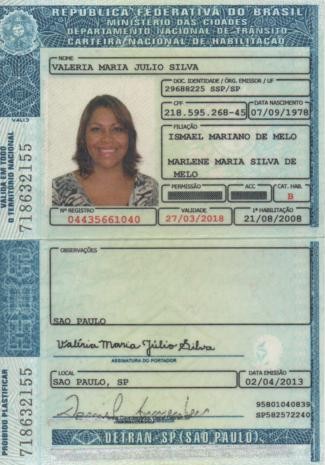 REPÚBLICA FEDERATIVA DO BRASIL
MINISTÉRIO DAS CIDADES
DEPARTAMENTO NACIONAL DE TRÂNSITO
CARTEIRA NACIONAL DE HABILITAÇÃO
NOME
VALERIA MARIA JULIO SILVA
DOC. IDENTIDADE / ÓRG. EMISSOR / UF
29688225 SSP/SP
CPF
DATA NASCIMENTO
218.595.268-45
07/09/1978
FILIAÇÃO
ISMAEL MARIANO DE MELO
MARLENE MARIA SILVA DE
MELO
PERMISSÃO
ACC
CAT. HAB.
B
Nº REGISTRO
VALIDADE
1ª HABILITAÇÃO
04435661040
27/03/2018
21/08/2008
VALIDA EM TODO
O TERRITÓRIO NACIONAL
718632155
OBSERVAÇÕES
SAO PAULO
Valéria Maria Júlio Silva
ASSINATURA DO PORTADOR
LOCAL
DATA EMISSÃO
SAO PAULO, SP
02/04/2013
95801040839
SP582572240
DETRAN-SP (SAO PAULO)
PROIBIDO PLASTIFICAR
718632155